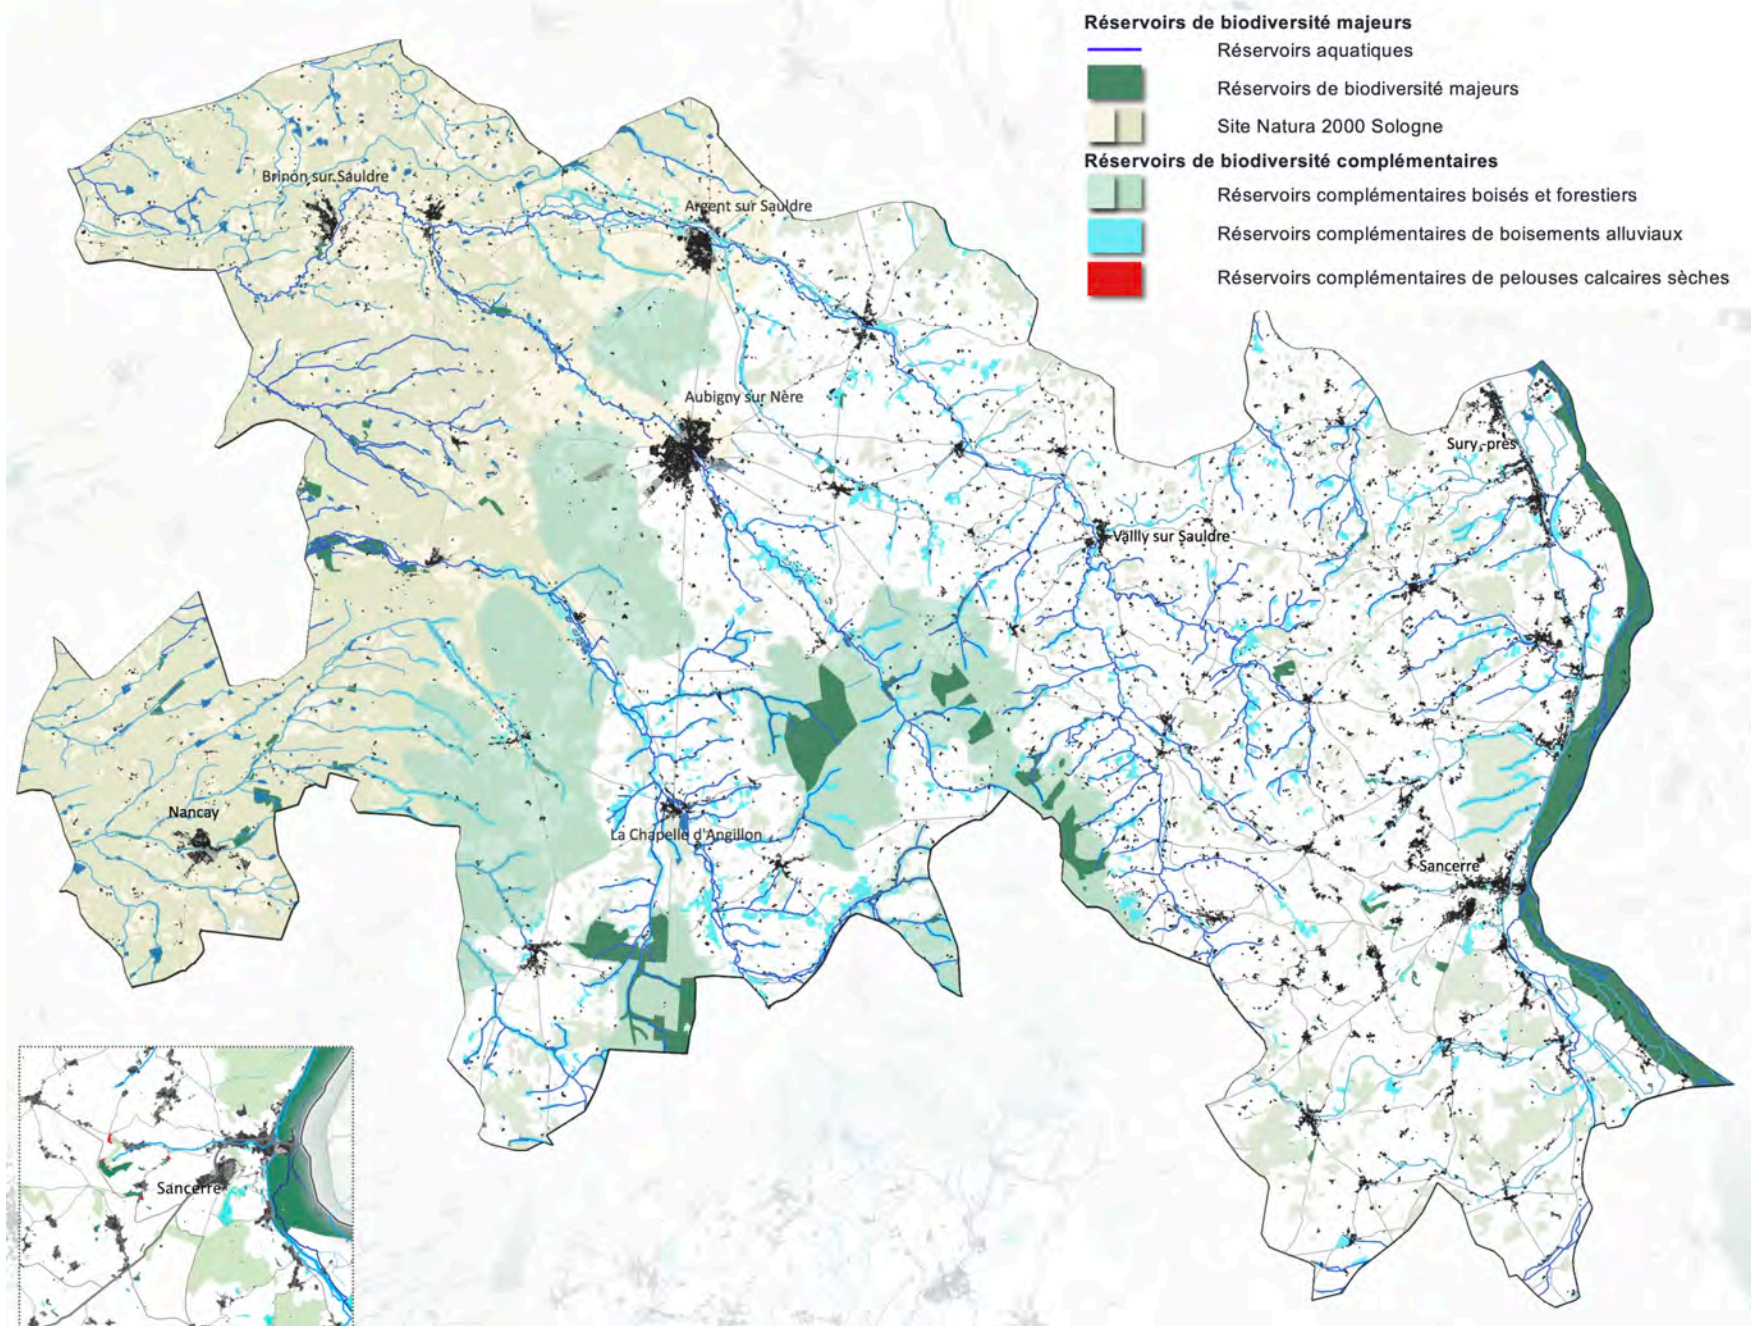 Réservoirs de biodiversité majeurs
Réservoirs aquatiques
Réservoirs de biodiversité majeurs
Site Natura 2000 Sologne
Réservoirs de biodiversité complémentaires
Réservoirs complémentaires boisés et forestiers
Réservoirs complémentaires de boisements alluviaux
Réservoirs complémentaires de pelouses calcaires sèches
Brinon sur Sauldre
Argent sur Sauldre
Aubigny sur Nère
Sury-près
Vailly sur Sauldre
Nancay
La Chapelle d'Angillon
Sancerre
Sancerre